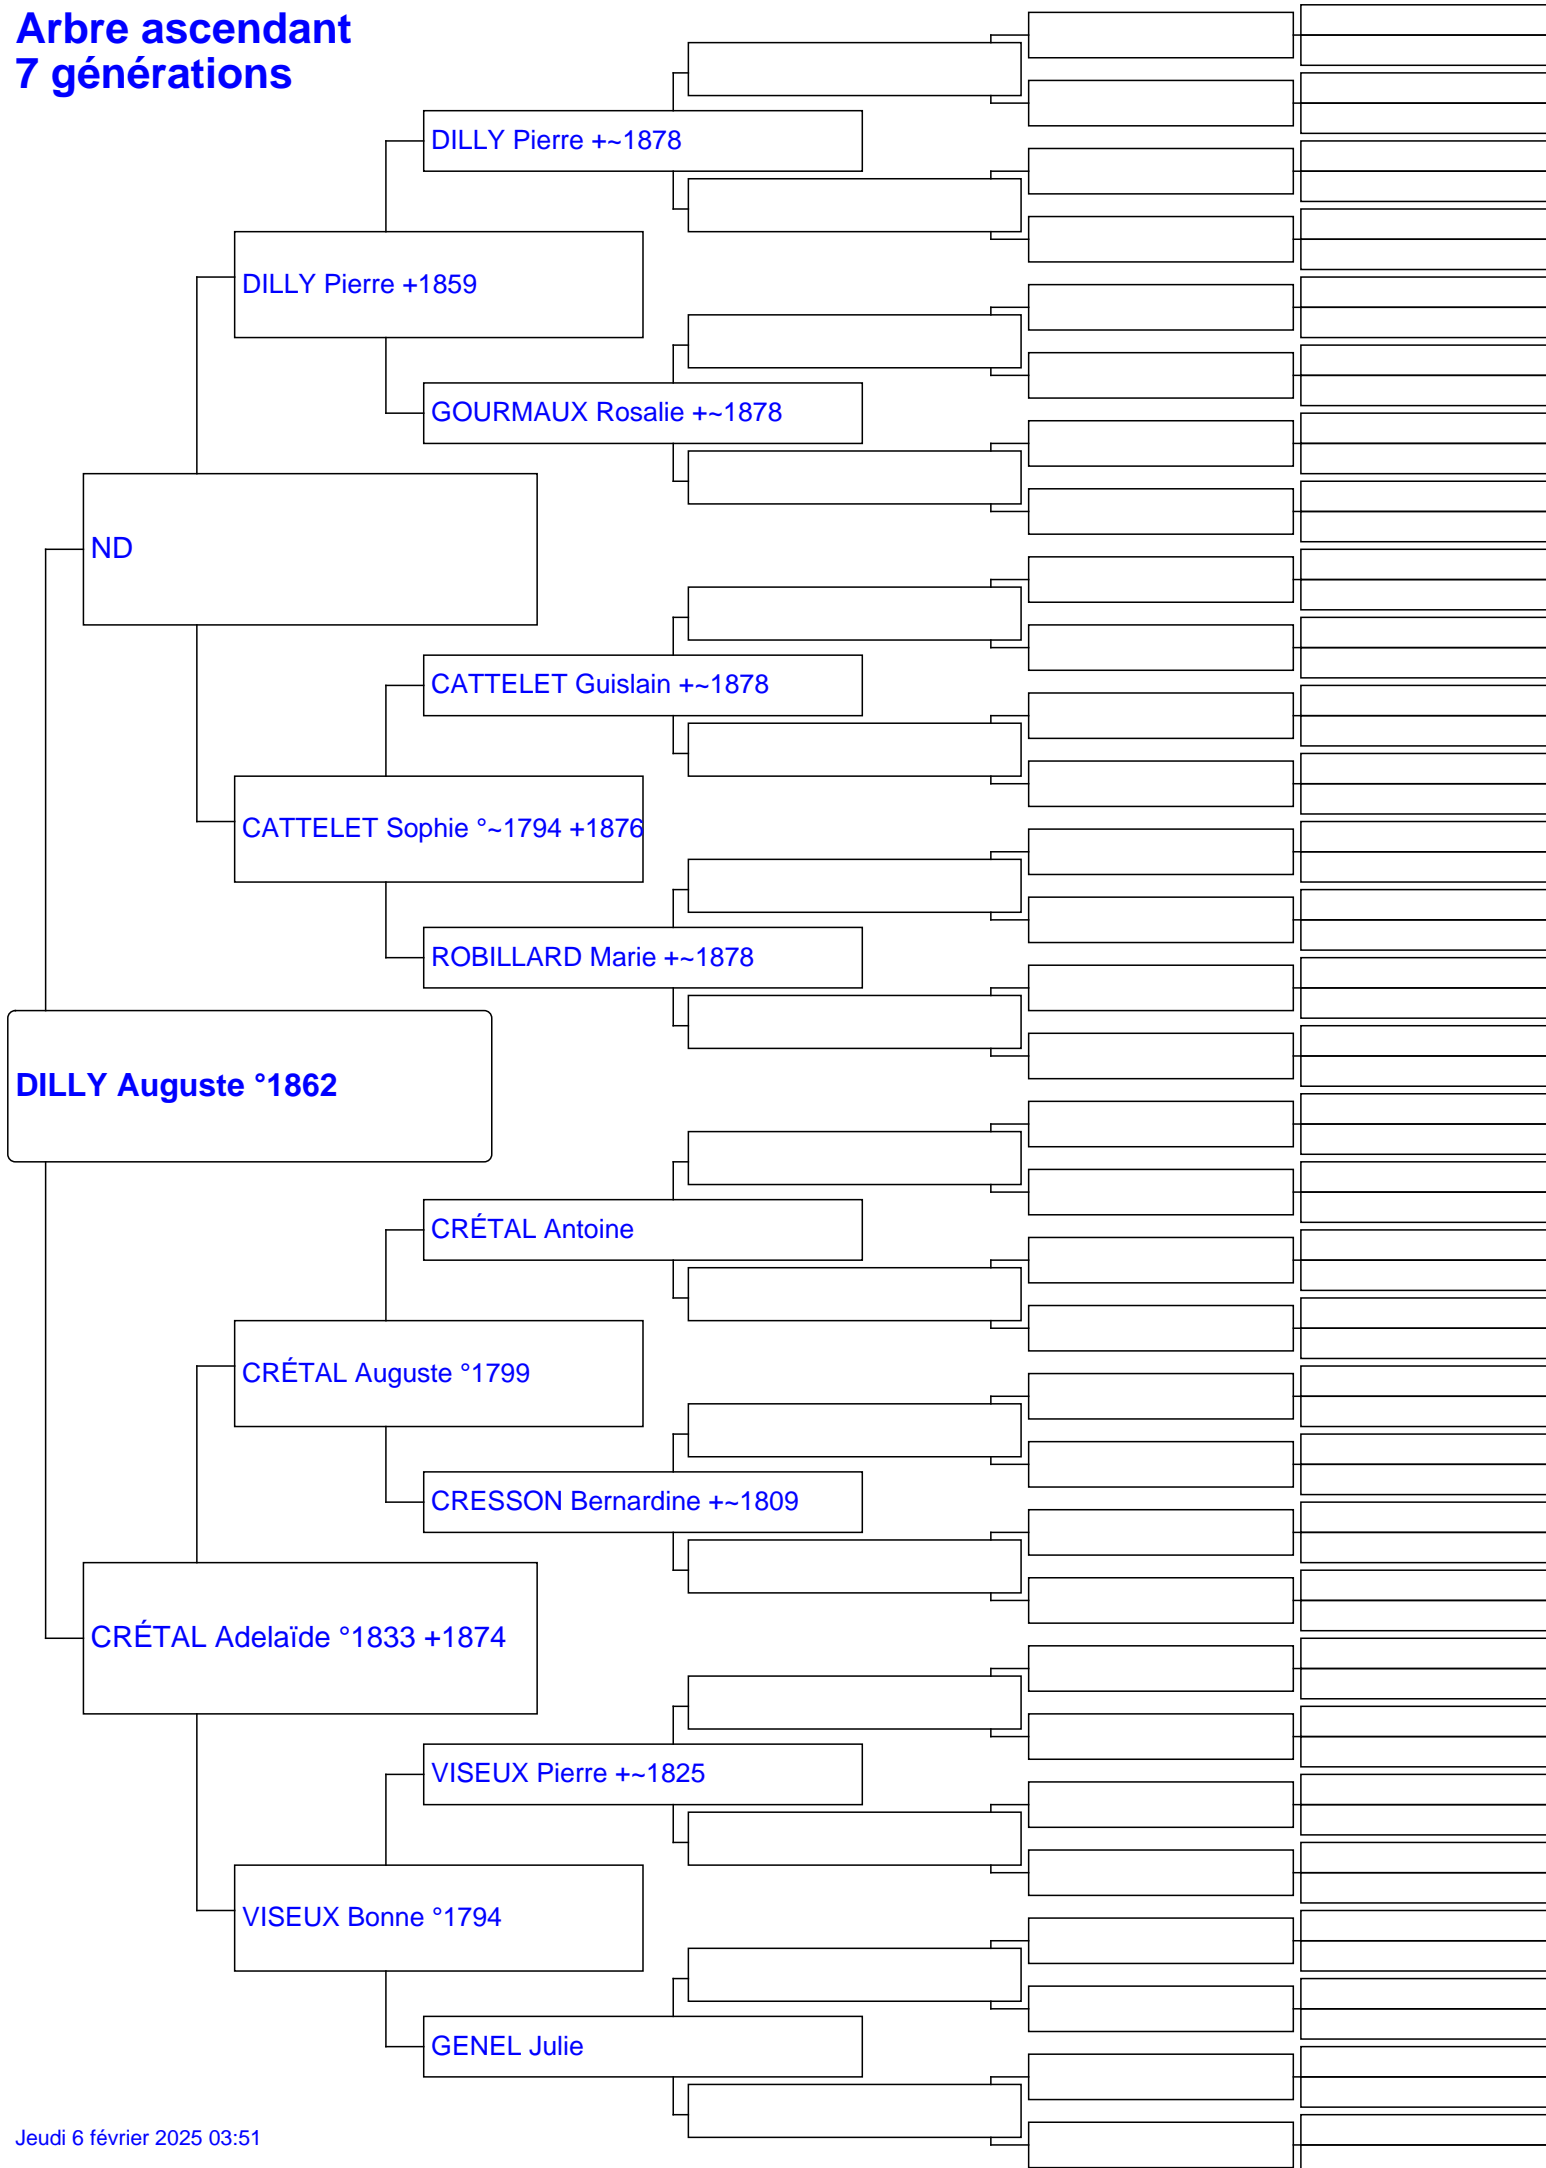 Arbre ascendant
7 générations
DILLY Pierre +~1878
DILLY Pierre +1859
GOURMAUX Rosalie +~1878
ND
CATTELET Guislain +~1878
CATTELET Sophie °~1794 +1876
ROBILLARD Marie +~1878
DILLY Auguste °1862
CRÉTAL Antoine
CRÉTAL Auguste °1799
CRESSON Bernardine +~1809
CRÉTAL Adelaïde °1833 +1874
VISEUX Pierre +~1825
VISEUX Bonne °1794
GENEL Julie
Jeudi 6 février 2025 03:51